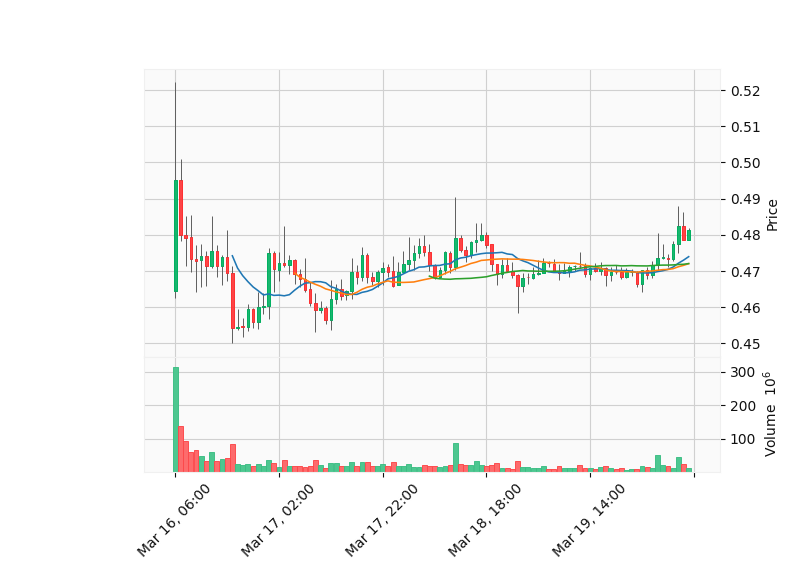 0.52
0.51
0.50
0.49
0.48
0.47
0.46
0.45
Price
300
200
100
Volume 10^6
Mar 16, 06:00
Mar 17, 02:00
Mar 17, 22:00
Mar 18, 18:00
Mar 19, 14:00